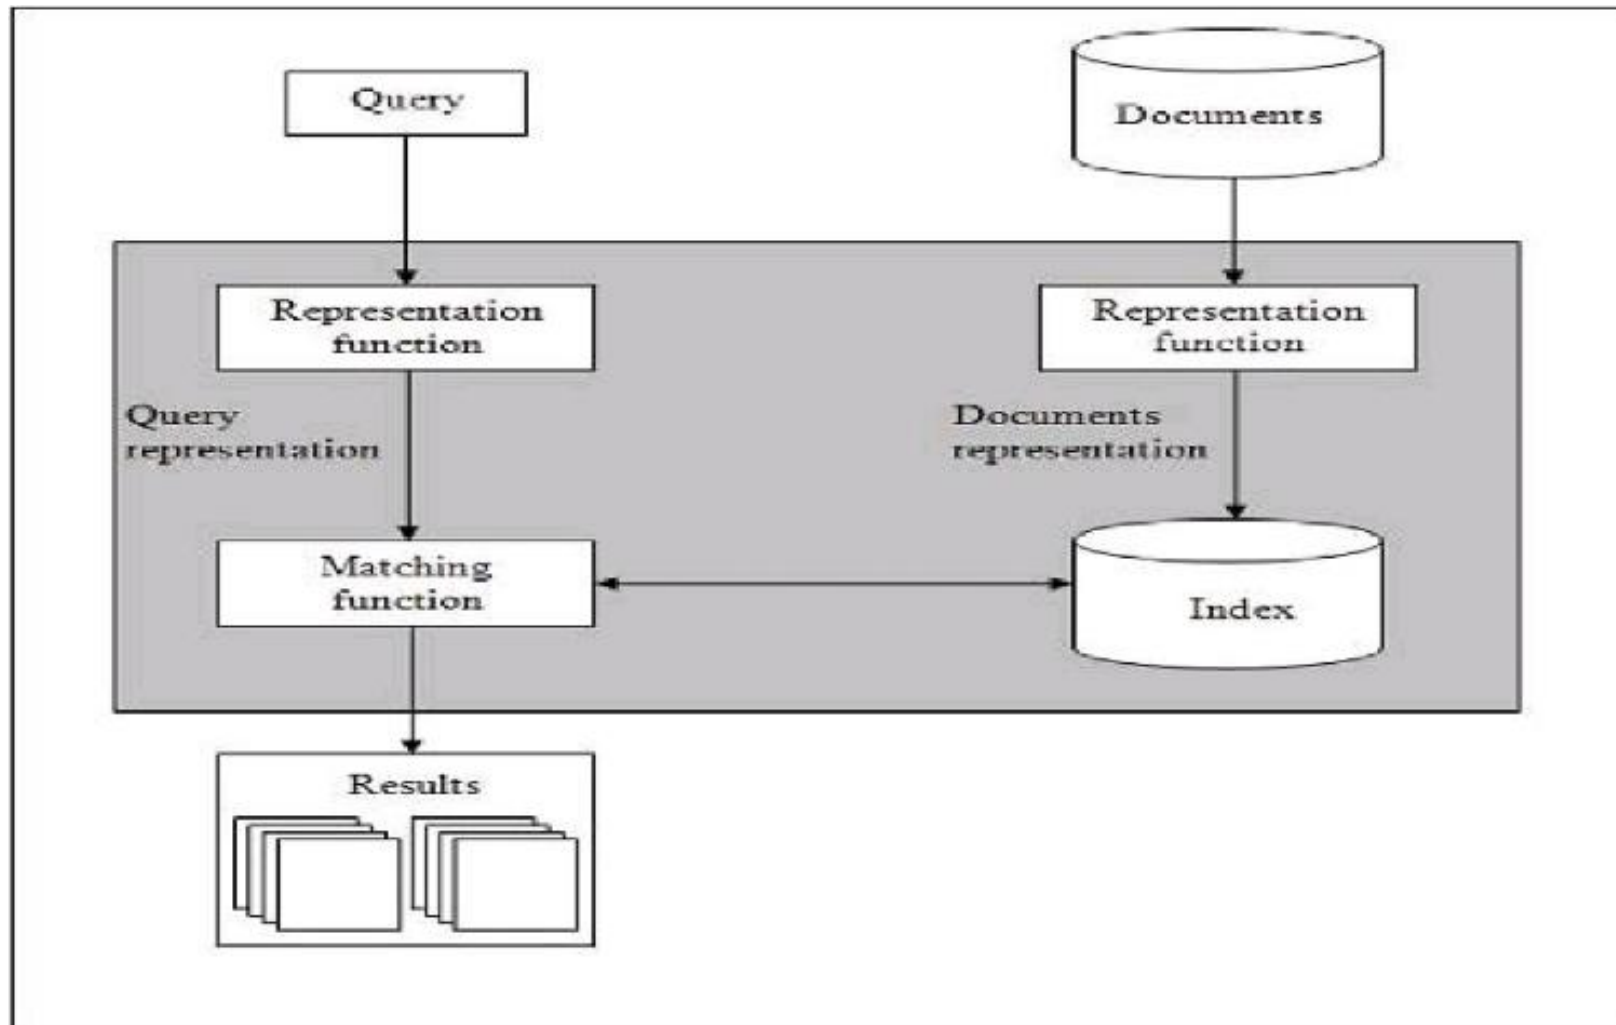 Query
Documents
Representation
function
Representation
function
Query
representation
Documents
representation
Matching
function
Index
Results